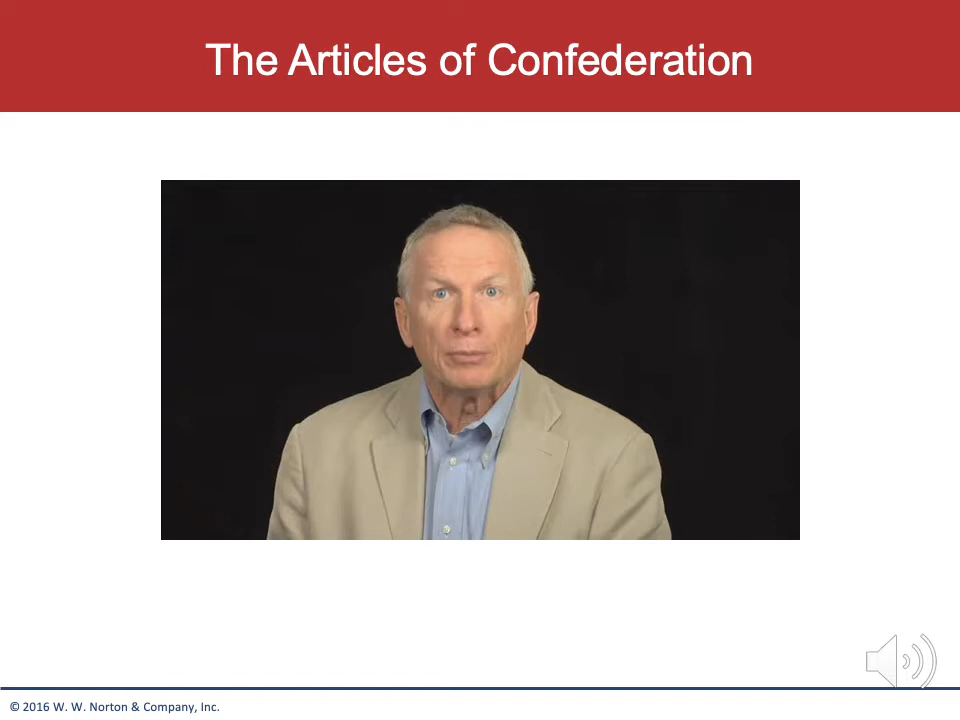 The Articles of Confederation
© 2016 W. W. Norton & Company, Inc.